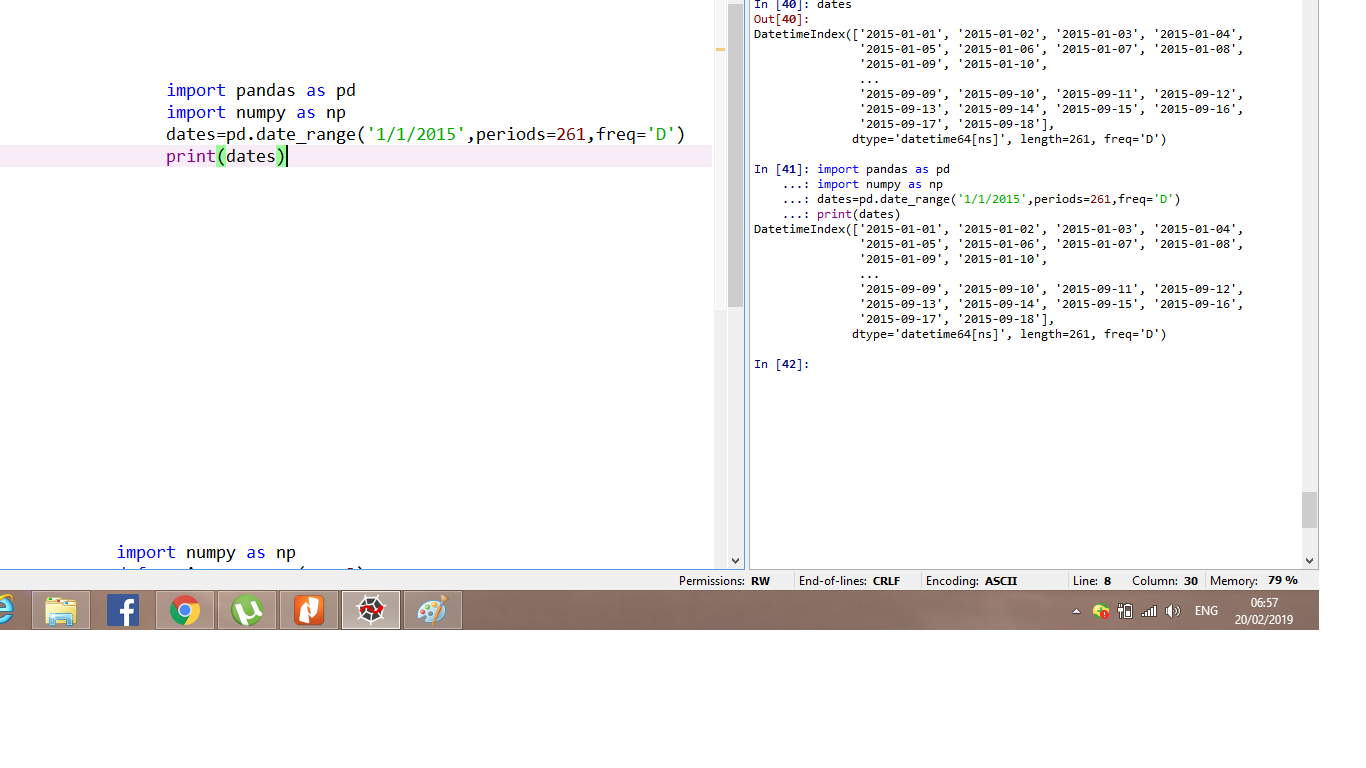 import pandas as pd
import numpy as np
dates=pd.date_range('1/1/2015',periods=261,freq='D')
print(dates)
import numpy as np
In [40]: dates
Out[40]:
DatetimeIndex(['2015-01-01', '2015-01-02', '2015-01-03', '2015-01-04',
'2015-01-05', '2015-01-06', '2015-01-07', '2015-01-08',
'2015-01-09', '2015-01-10',
...
'2015-09-09', '2015-09-10', '2015-09-11', '2015-09-12',
'2015-09-13', '2015-09-14', '2015-09-15', '2015-09-16',
'2015-09-17', '2015-09-18'],
dtype='datetime64[ns]', length=261, freq='D')
In [41]: import pandas as pd
...: import numpy as np
...: dates=pd.date_range('1/1/2015',periods=261,freq='D')
...: print(dates)
DatetimeIndex(['2015-01-01', '2015-01-02', '2015-01-03', '2015-01-04',
'2015-01-05', '2015-01-06', '2015-01-07', '2015-01-08',
'2015-01-09', '2015-01-10',
...
'2015-09-09', '2015-09-10', '2015-09-11', '2015-09-12',
'2015-09-13', '2015-09-14', '2015-09-15', '2015-09-16',
'2015-09-17', '2015-09-18'],
dtype='datetime64[ns]', length=261, freq='D')
In [42]:
Permissions: RW End-of-lines: CRLF Encoding: ASCII Line: 8 Column: 30 Memory: 79 %
ENG
06:57
20/02/2019